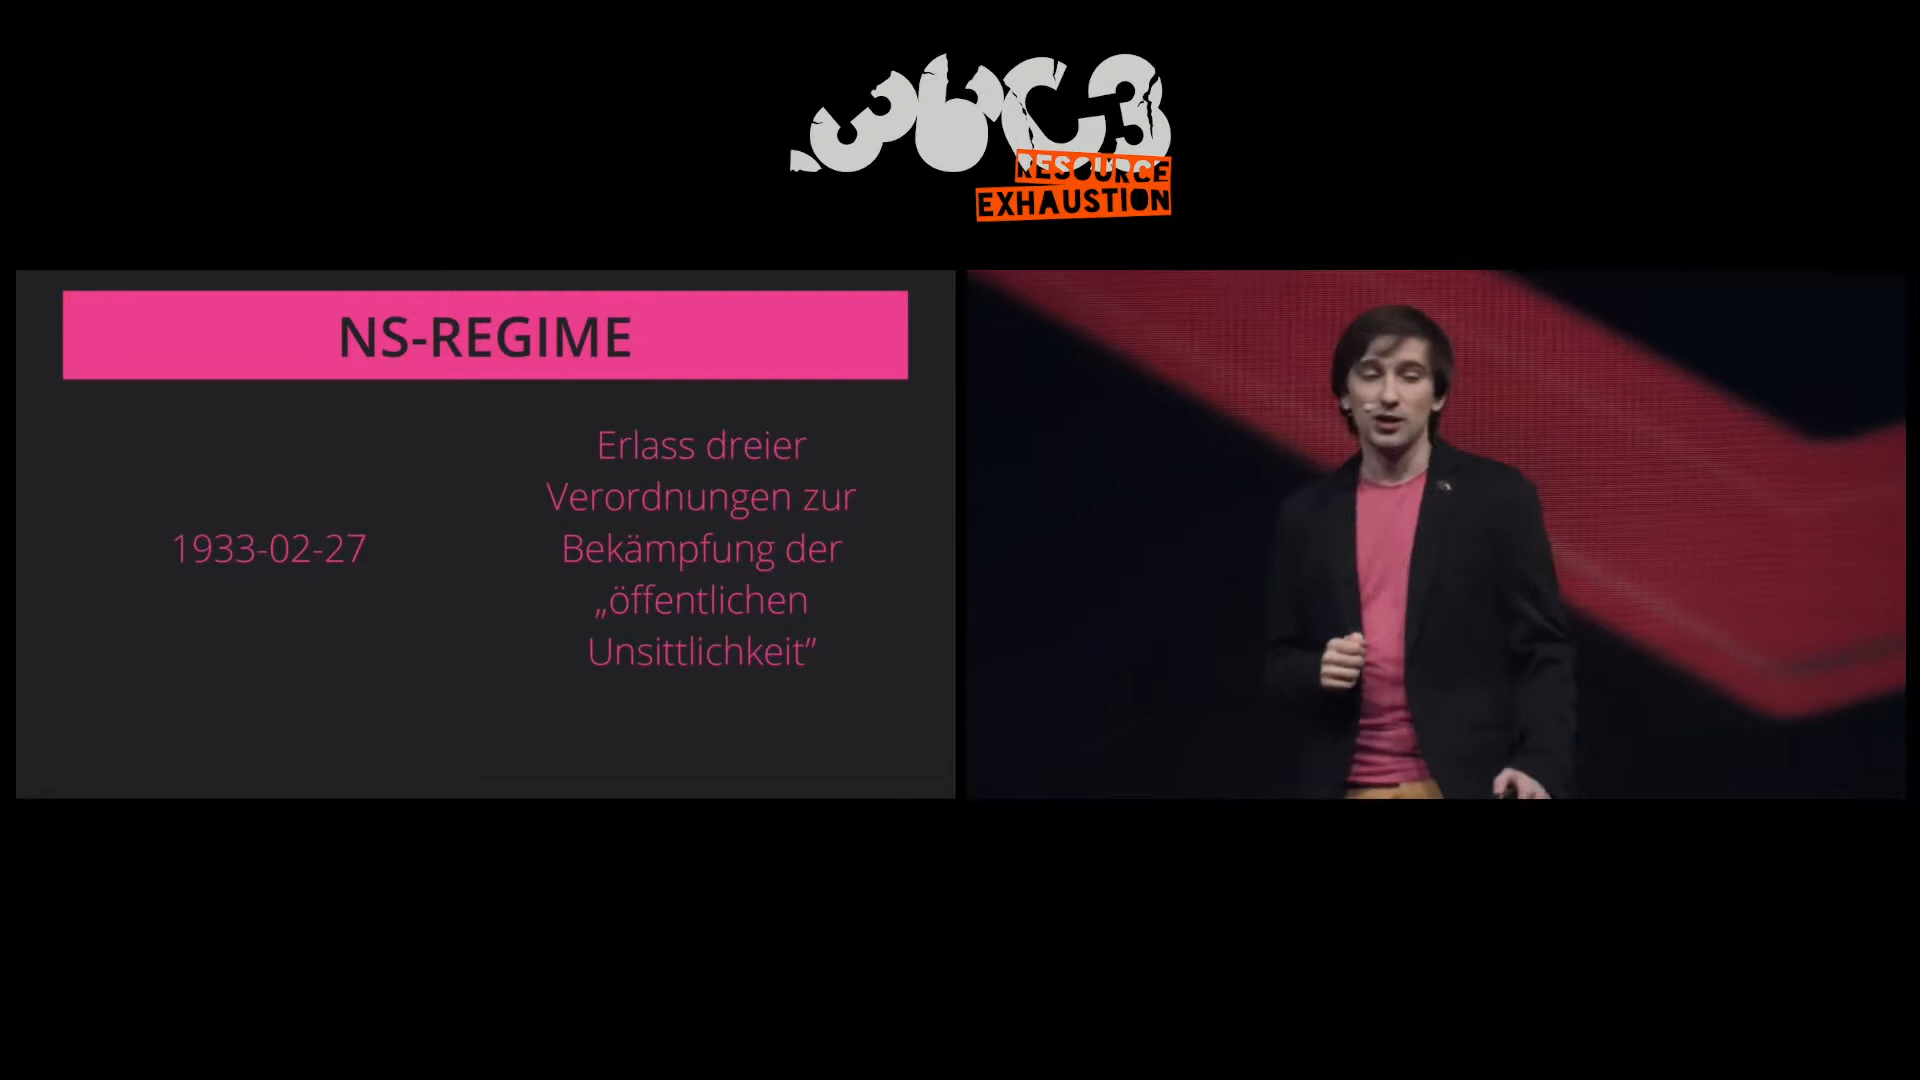 36C3
RESOURCE
EXHAUSTION
NS-REGIME
1933-02-27
Erlass dreier
Verordnungen zur
Bekämpfung der
„öffentlichen
Unsittlichkeit”